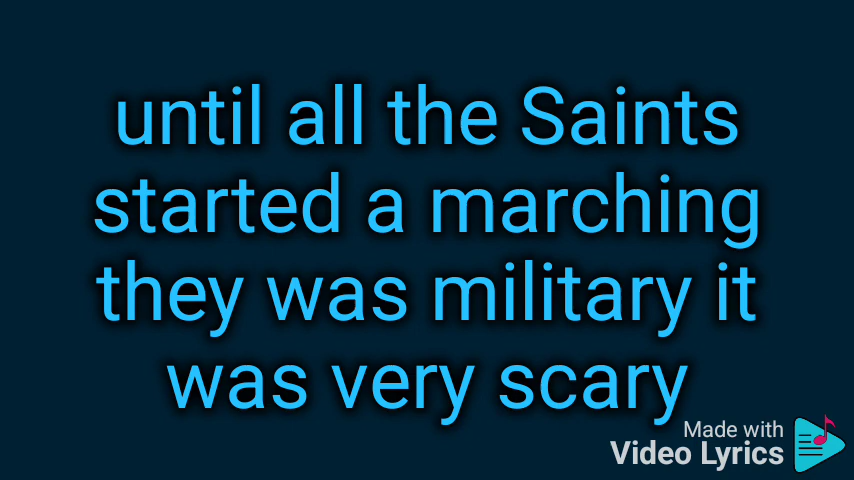 until all the Saints
started a marching
they was military it
was very scary
Made with
Video Lyrics